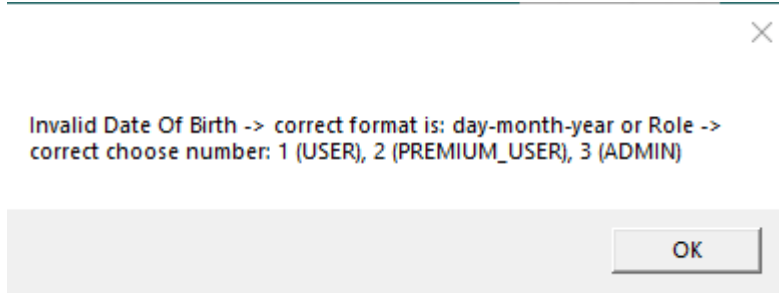 Invalid Date Of Birth -> correct format is: day-month-year or Role ->
correct choose number: 1 (USER), 2 (PREMIUM_USER), 3 (ADMIN)
OK